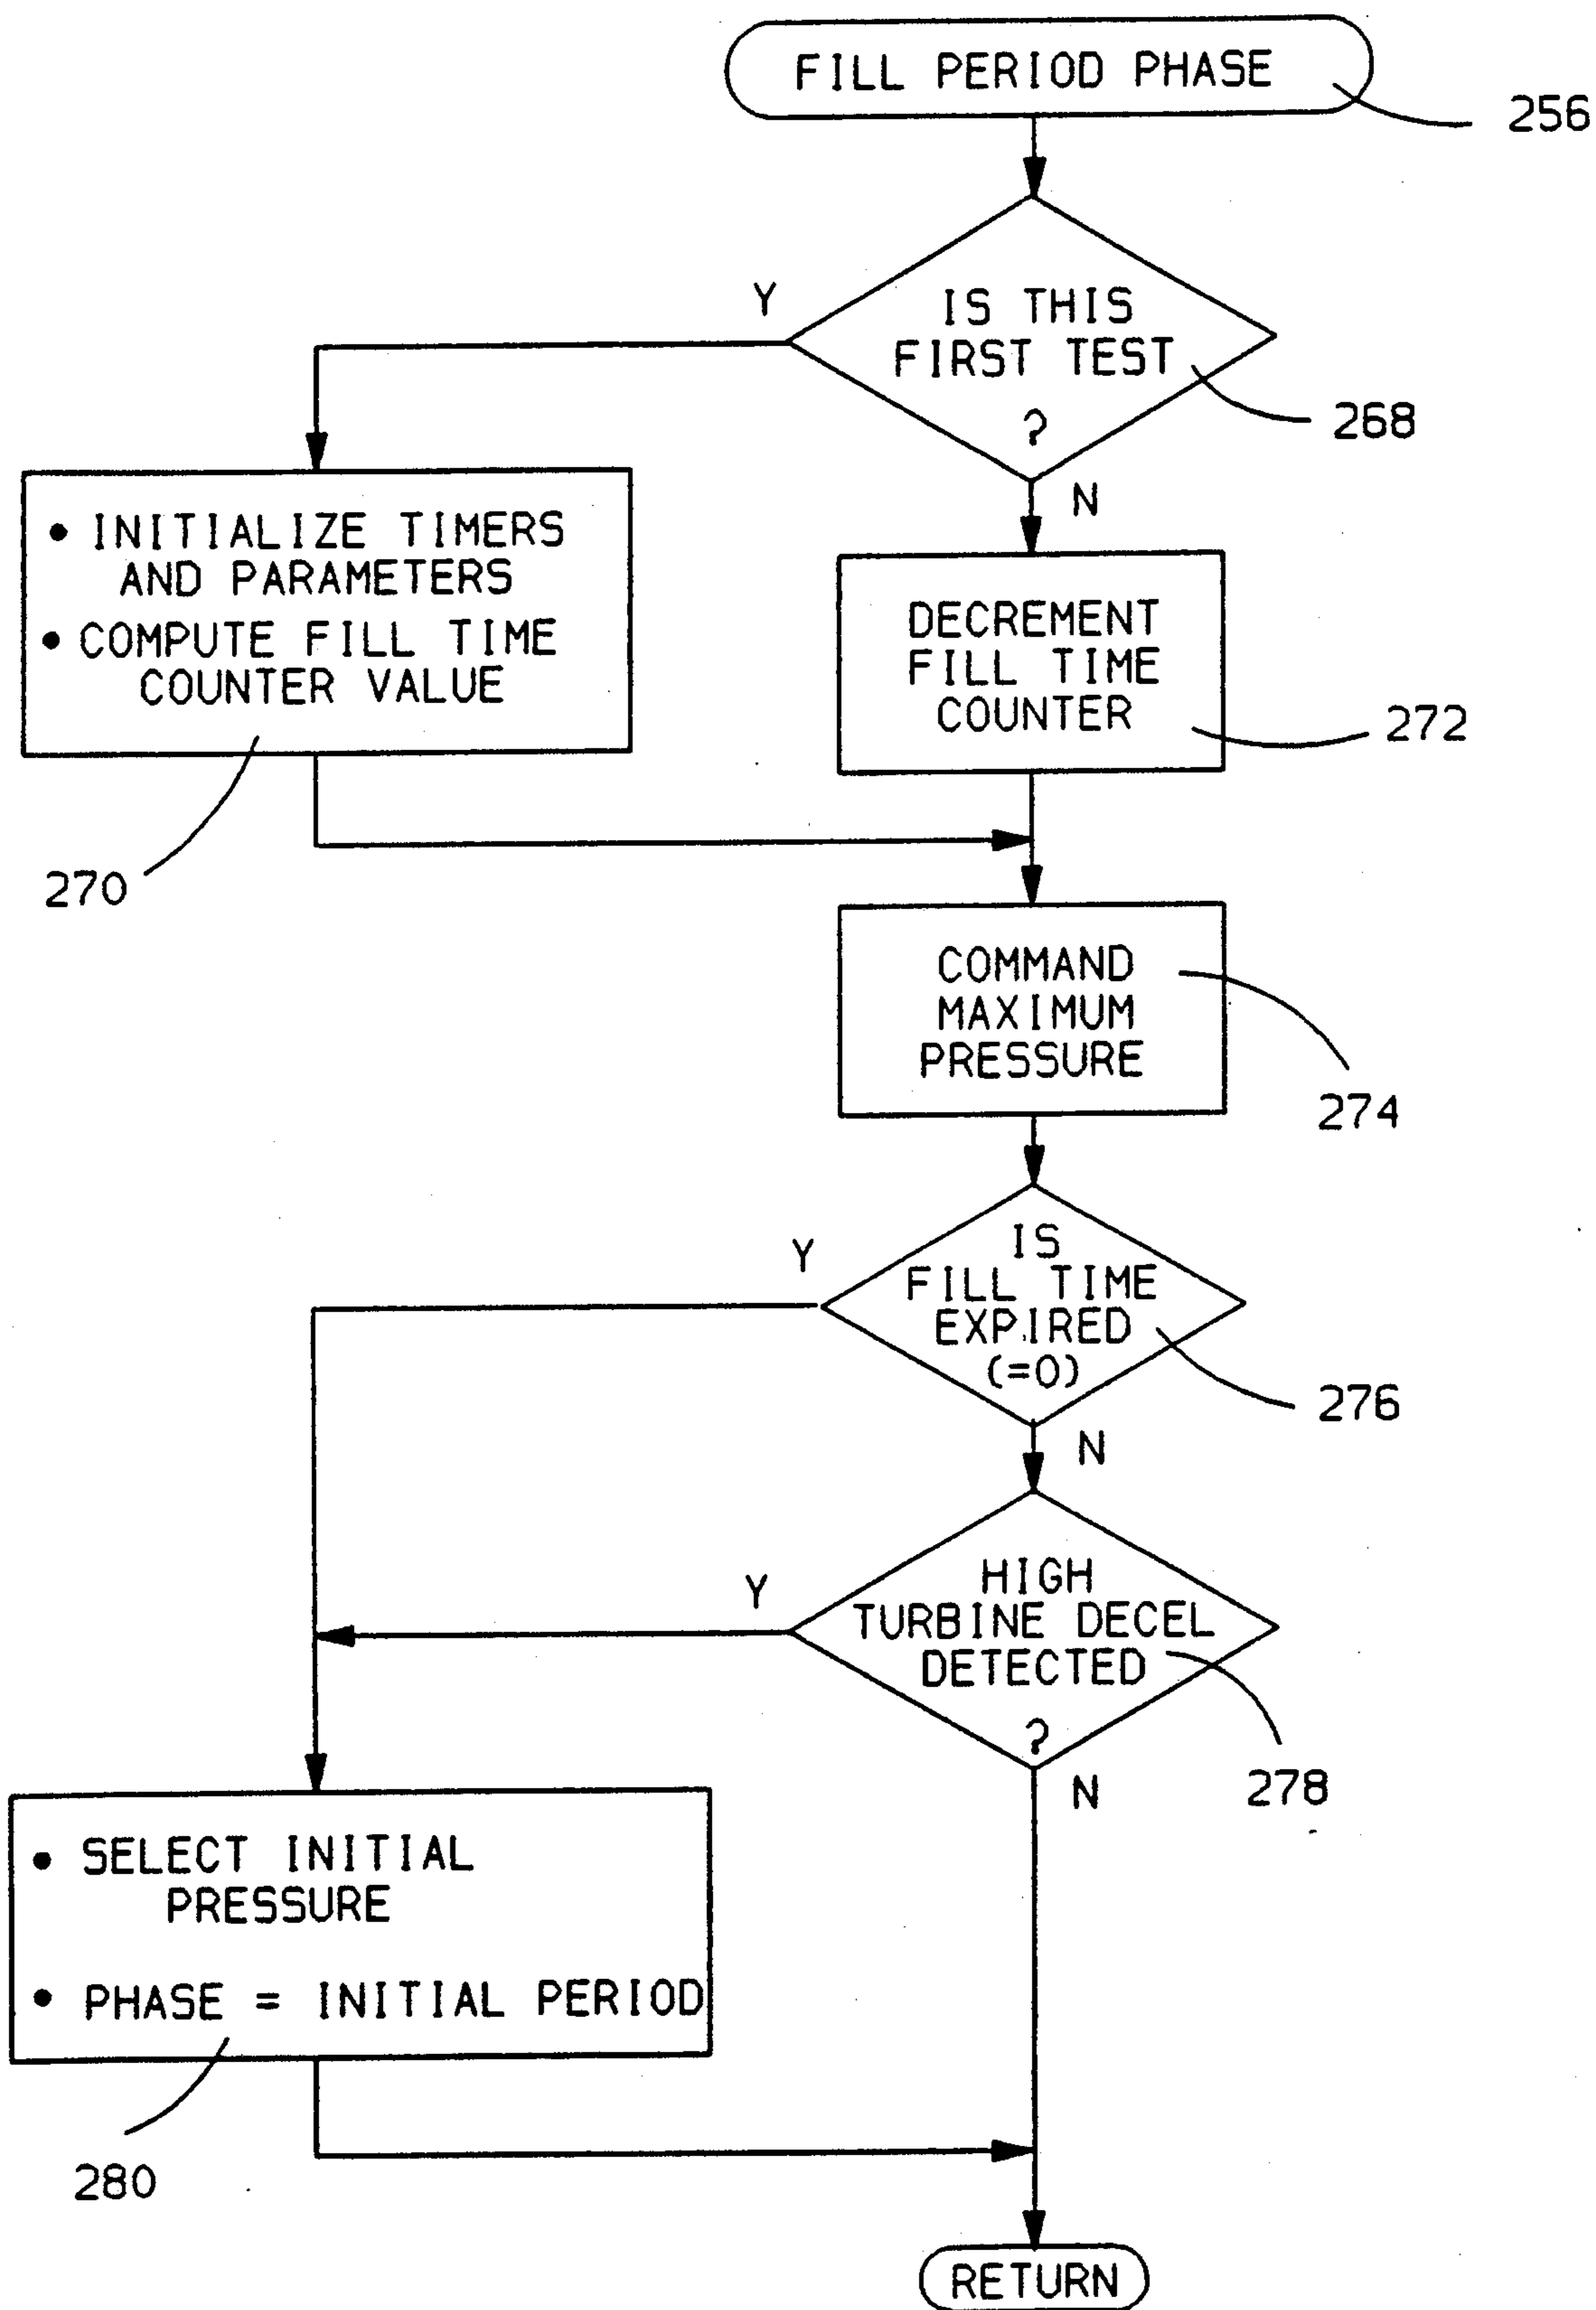 FILL PERIOD PHASE
256
IS THIS
FIRST TEST
?
268
Y
N
• INITIALIZE TIMERS
AND PARAMETERS
• COMPUTE FILL TIME
COUNTER VALUE
270
DECREMENT
FILL TIME
COUNTER
272
COMMAND
MAXIMUM
PRESSURE
274
IS
FILL TIME
EXPIRED
(=0)
276
Y
N
HIGH
TURBINE DECEL
DETECTED
?
278
Y
N
• SELECT INITIAL
PRESSURE
• PHASE = INITIAL PERIOD
280
RETURN